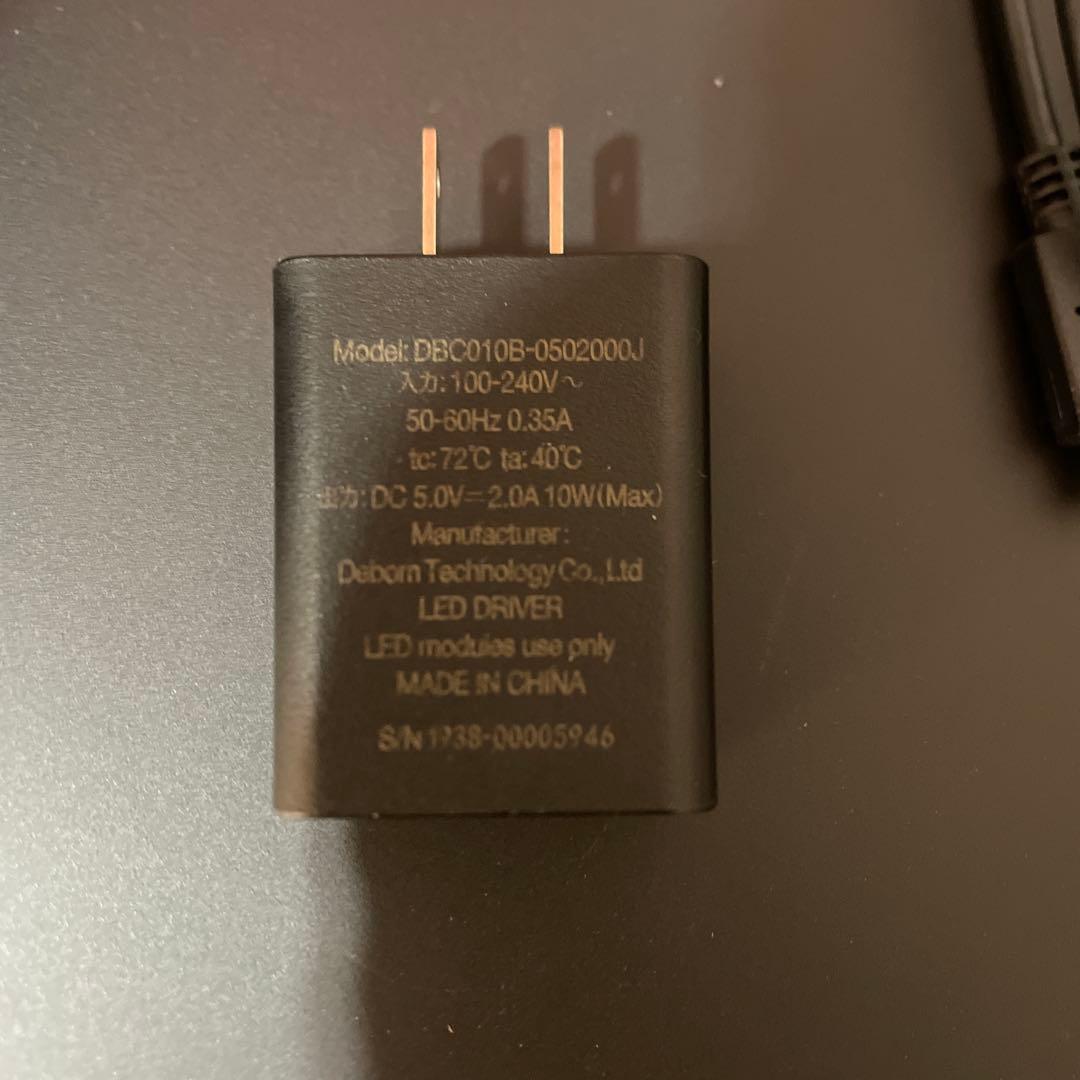 Model: DBC010B-0502000J
入力: 100-240V～
50-60Hz 0.35A
tc: 72℃ ta: 40℃
出力: DC 5.0V⎓2.0A 10W(Max)
Manufacturer:
Deborn Technology Co.,Ltd
LED DRIVER
LED modules use only
MADE IN CHINA
S/N 1938-00005946